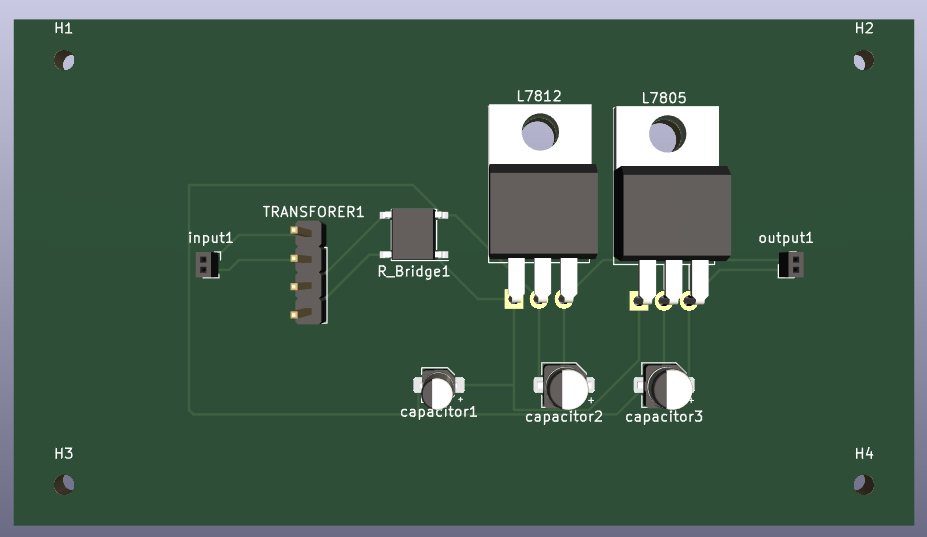 H1
H2
L7812
L7805
TRANSFORER1
input1
output1
R_Bridge1
capacitor1
capacitor2
capacitor3
+
+
+
H3
H4